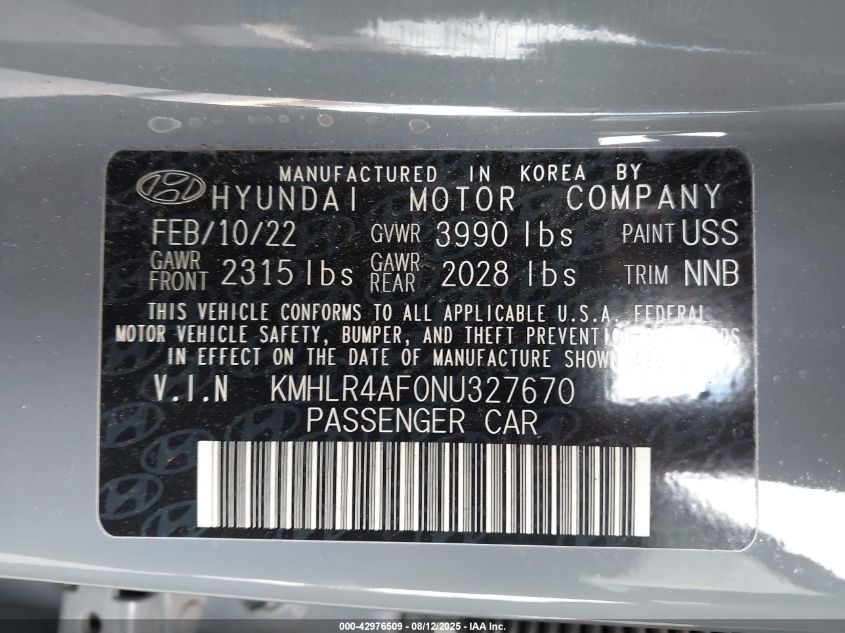 MANUFACTURED IN KOREA BY
HYUNDAI MOTOR COMPANY
FEB/10/22 GVWR 3990 lbs PAINT USS
GAWR FRONT 2315 lbs GAWR REAR 2028 lbs TRIM NNB
THIS VEHICLE CONFORMS TO ALL APPLICABLE U.S.A. FEDERAL
MOTOR VEHICLE SAFETY, BUMPER, AND THEFT PREVENTION STANDARDS
IN EFFECT ON THE DATE OF MANUFACTURE SHOWN ABOVE
V.I.N KMHLR4AF0NU327670
PASSENGER CAR
000-42976509 - 08/12/2025 - IAA Inc.